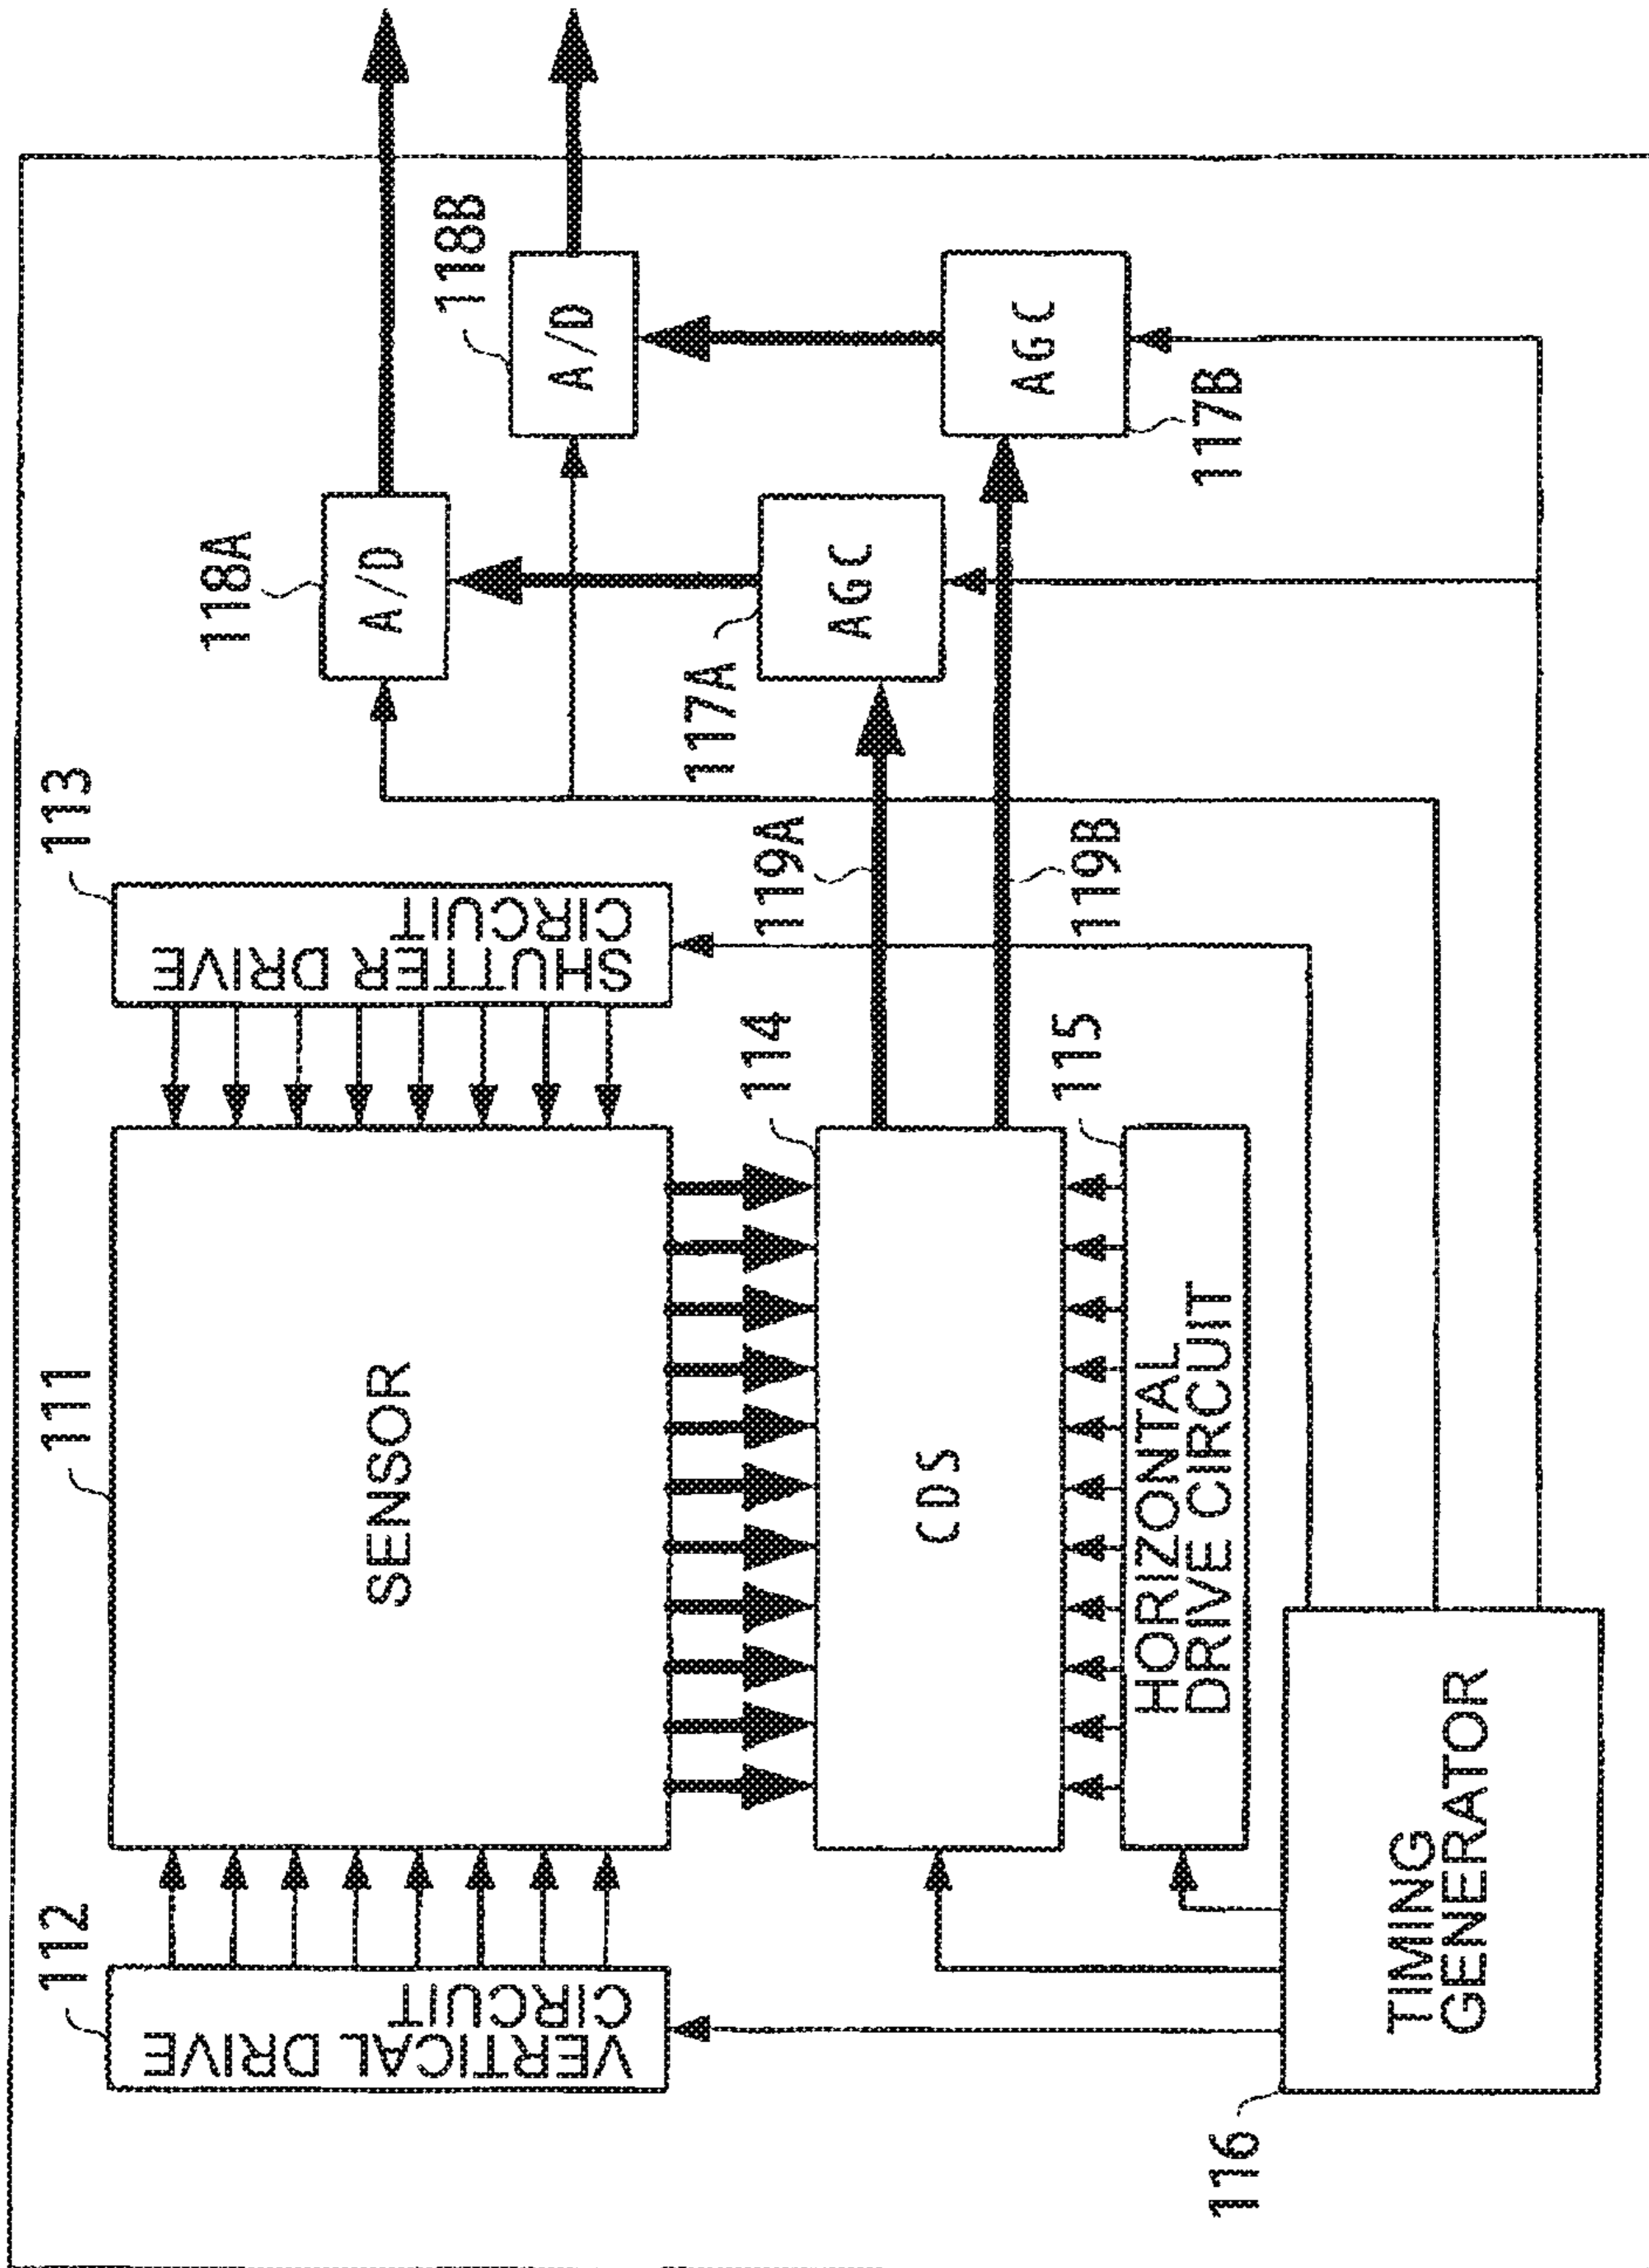 112
VERTICAL DRIVE
CIRCUIT
111
SENSOR
113
SHUTTER DRIVE
CIRCUIT
118A
A/D
118B
A/D
114
CDS
119A
119B
117A
AGC
AGC
117B
115
HORIZONTAL
DRIVE CIRCUIT
116
TIMING
GENERATOR